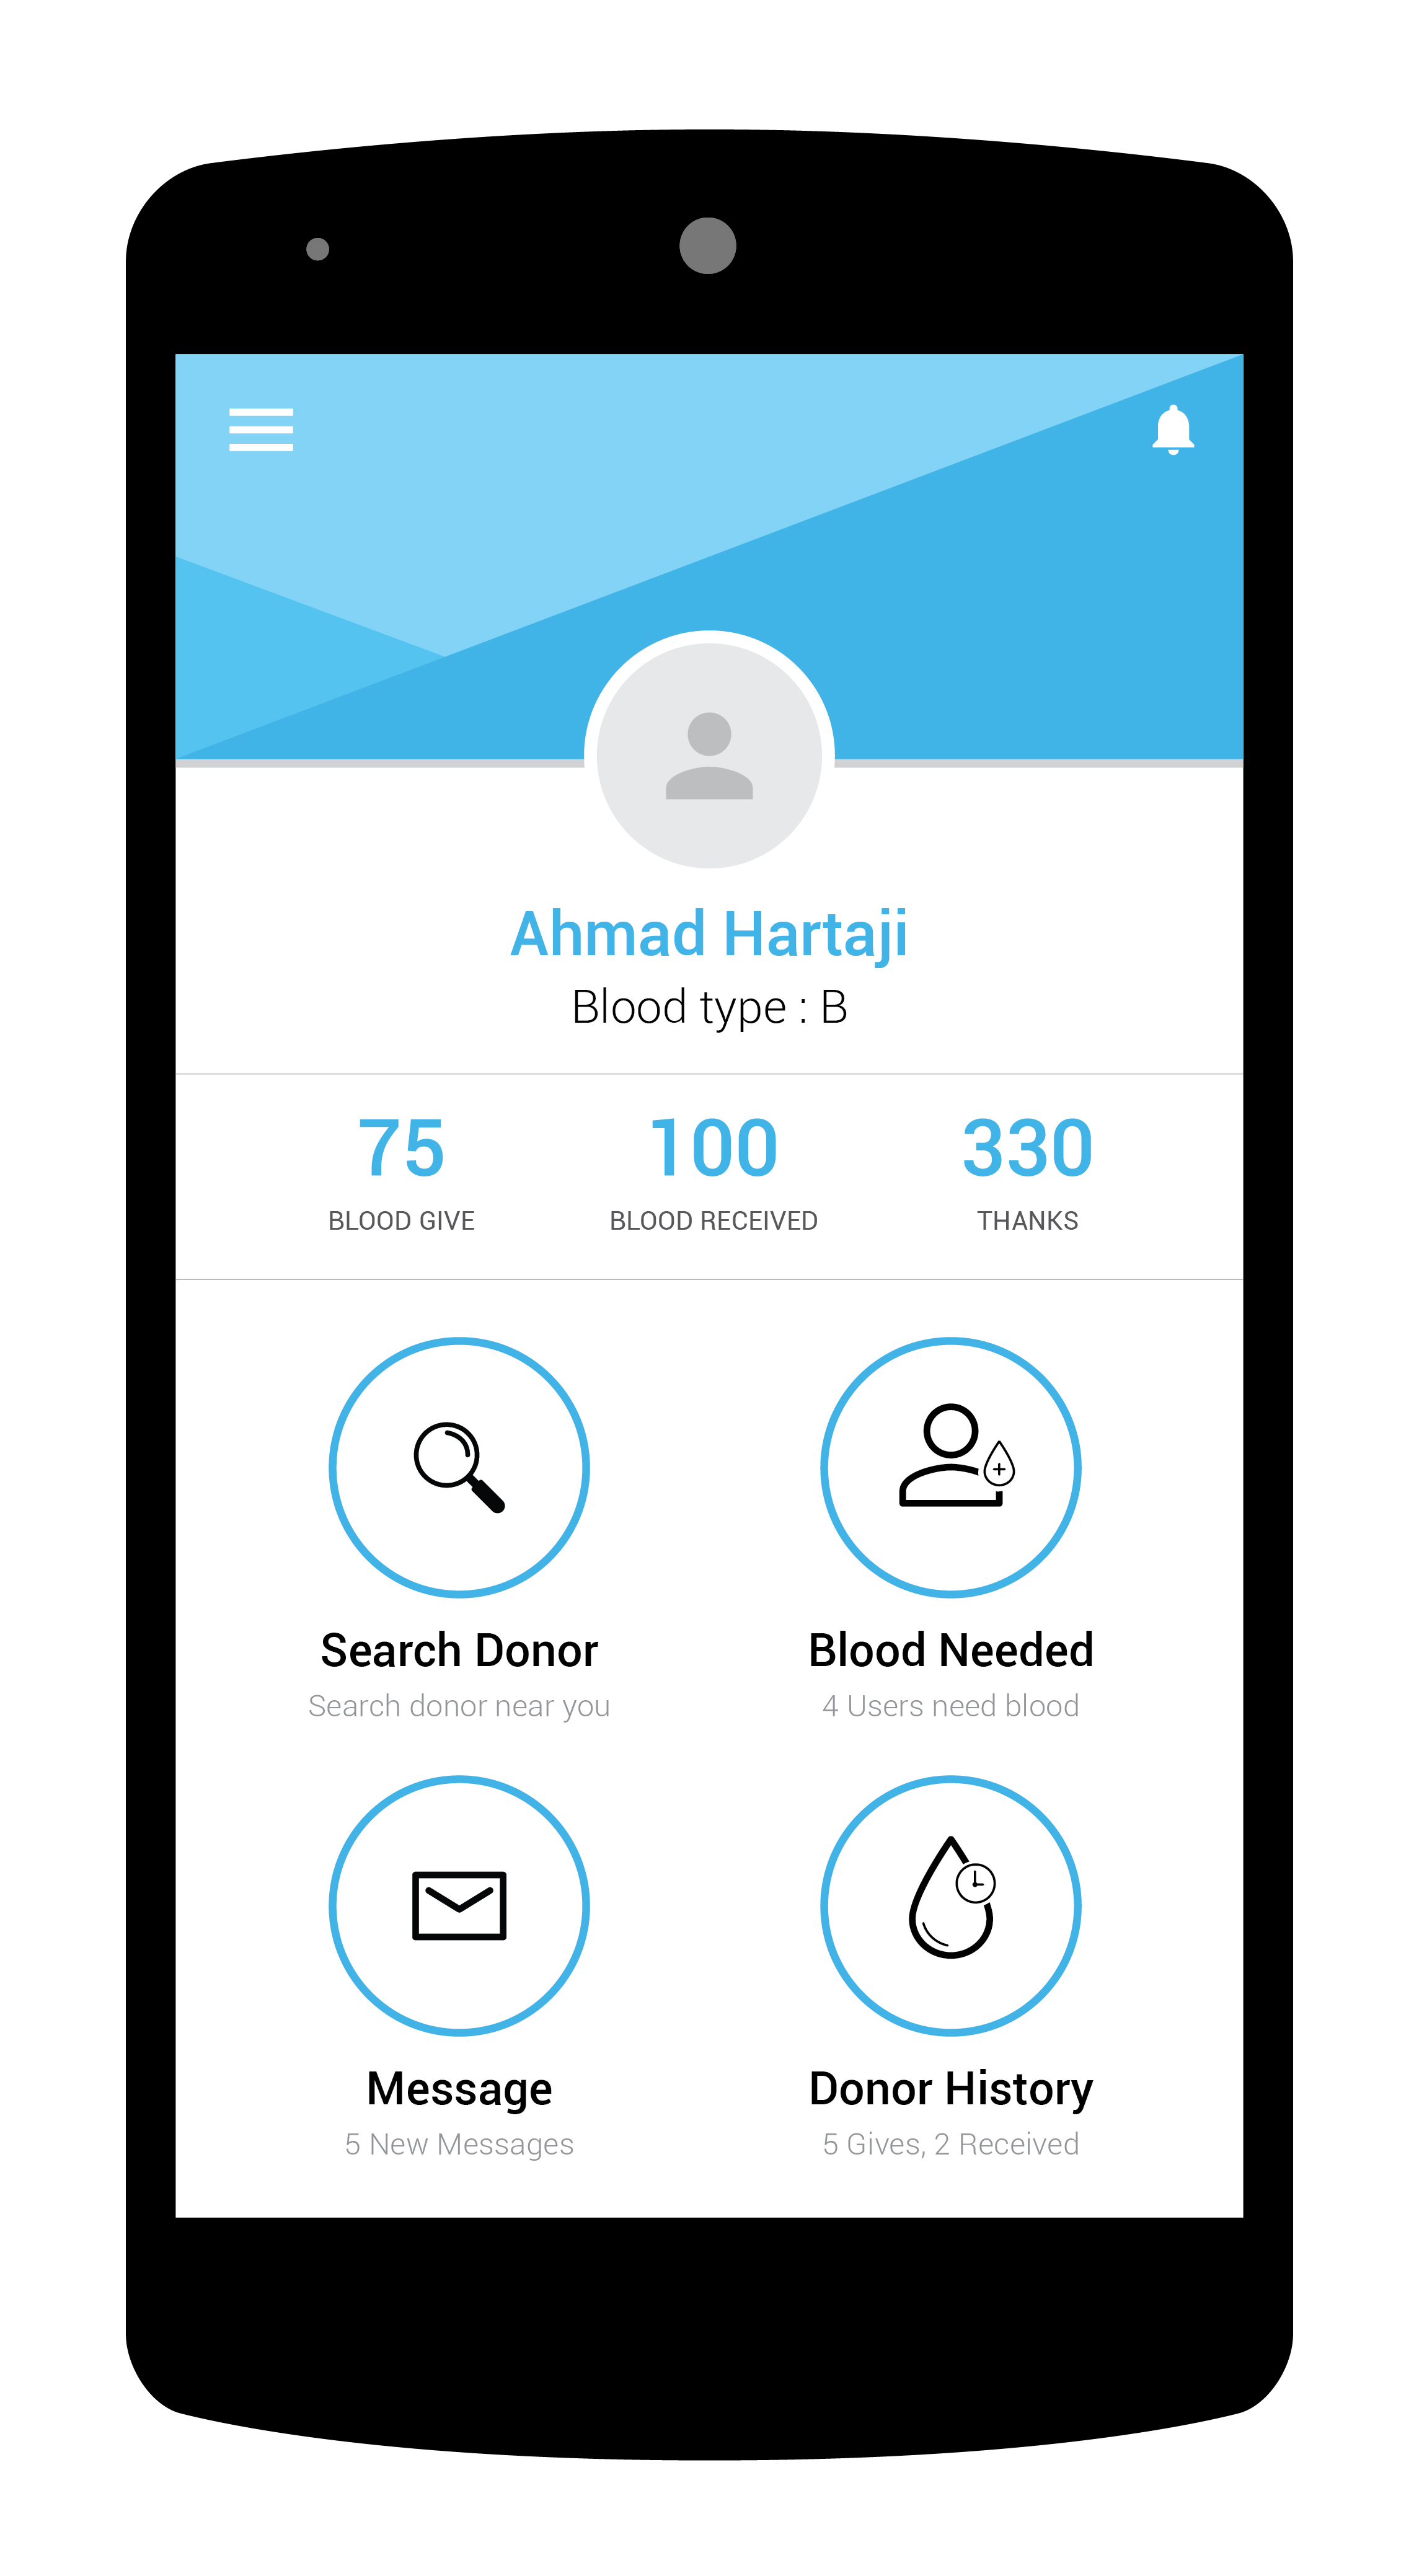 Ahmad Hartaji
Blood type : B
75 100 330
BLOOD GIVE BLOOD RECEIVED THANKS
Search Donor Blood Needed
Search donor near you 4 Users need blood
Message Donor History
5 New Messages 5 Gives, 2 Received